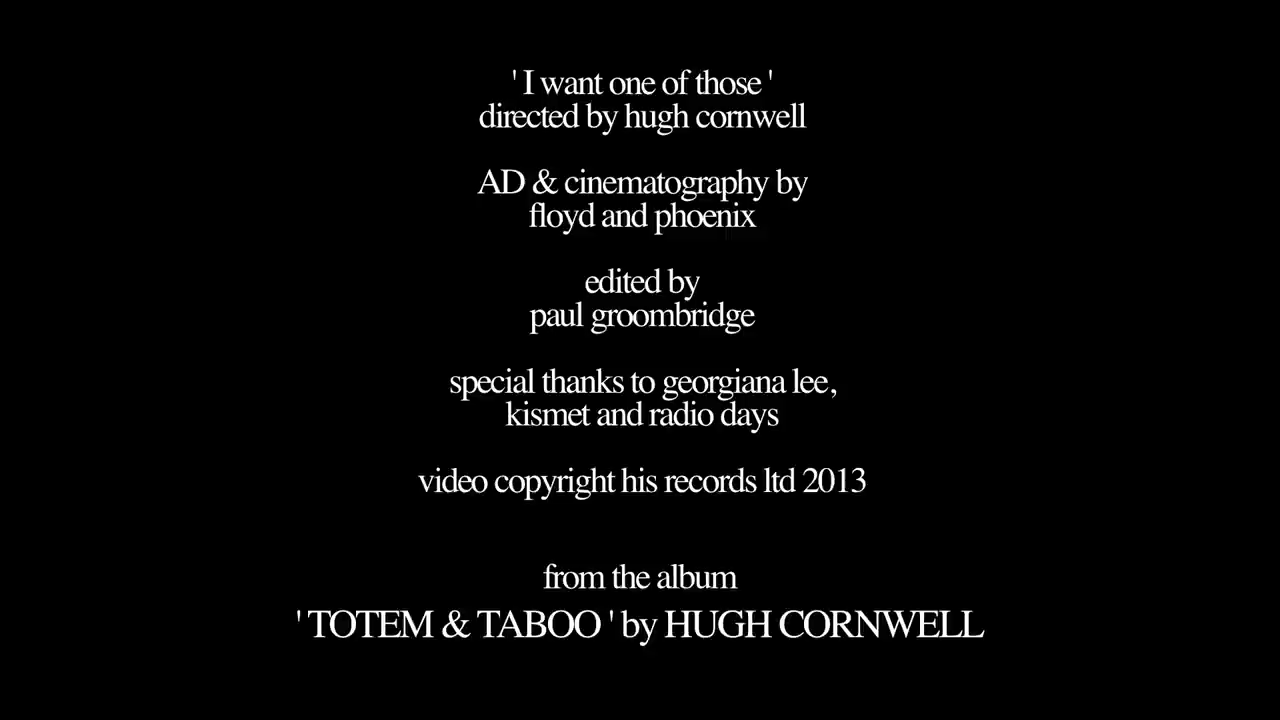 ' I want one of those '
directed by hugh cornwell
AD & cinematography by
floyd and phoenix
edited by
paul groombridge
special thanks to georgiana lee,
kismet and radio days
video copyright his records ltd 2013
from the album
' TOTEM & TABOO ' by HUGH CORNWELL